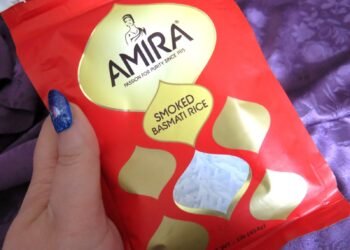 AMIRA
PASSION FOR PURITY SINCE 1915
SMOKED
BASMATI RICE